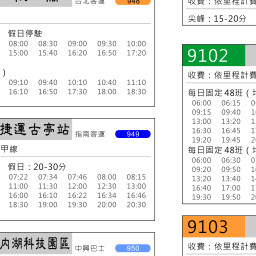 台北客運 948
假日停駛
08:00 08:30 09:00 09:30 10:00
15:00 15:40 16:20 16:50 17:20
)
09:10 09:40 10:10 10:40 11:10
16:10 16:50 17:30 18:00 18:30
捷運古亭站 指南客運 949
甲線
假日：20-30分
07:22 07:34 07:46 08:00 08:15
11:00 11:30 12:00 12:30 13:00
16:00 16:10 16:22 16:34 16:46
18:30 19:00 19:30 20:00 20:30
內湖科技園區 中興巴士 950
收費：依里程計費
尖峰：15-20分
9102
收費：依里程計費
每日固定48班（
06:00 06:15
09:15 09:40
13:00 13:20
16:30 16:45
19:20 19:45
每日固定48班（
06:00 06:30
09:20 09:50
13:20 13:40
16:40 17:00
19:30 19:50
9103
收費：依里程計費